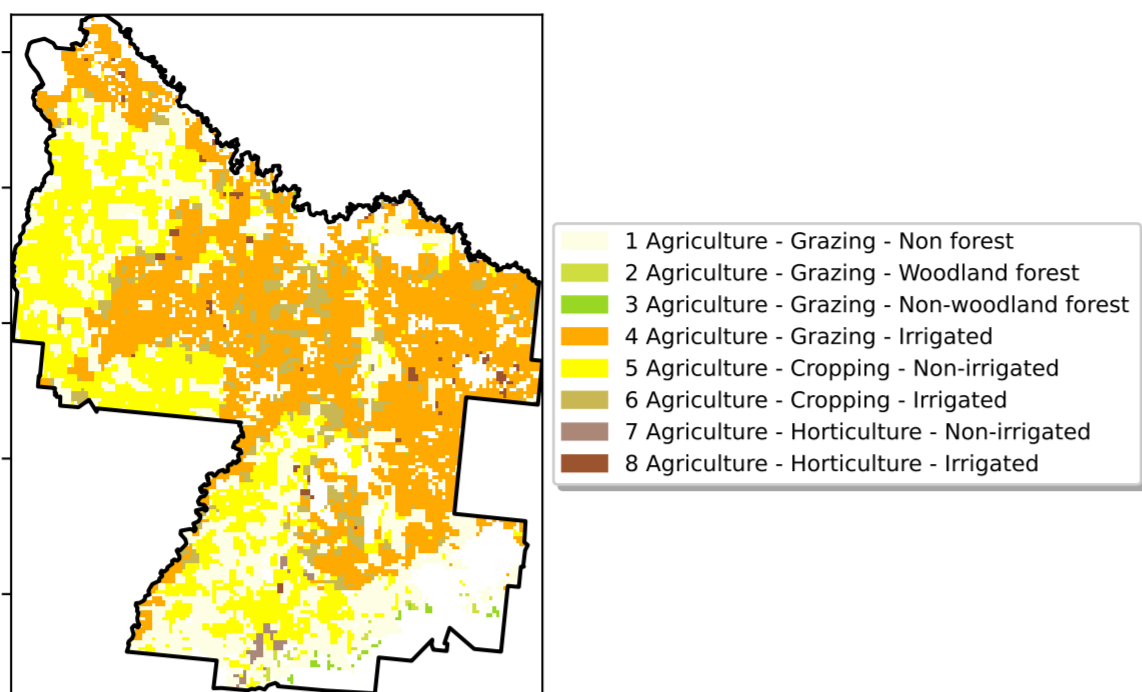 1 Agriculture - Grazing - Non forest
2 Agriculture - Grazing - Woodland forest
3 Agriculture - Grazing - Non-woodland forest
4 Agriculture - Grazing - Irrigated
5 Agriculture - Cropping - Non-irrigated
6 Agriculture - Cropping - Irrigated
7 Agriculture - Horticulture - Non-irrigated
8 Agriculture - Horticulture - Irrigated